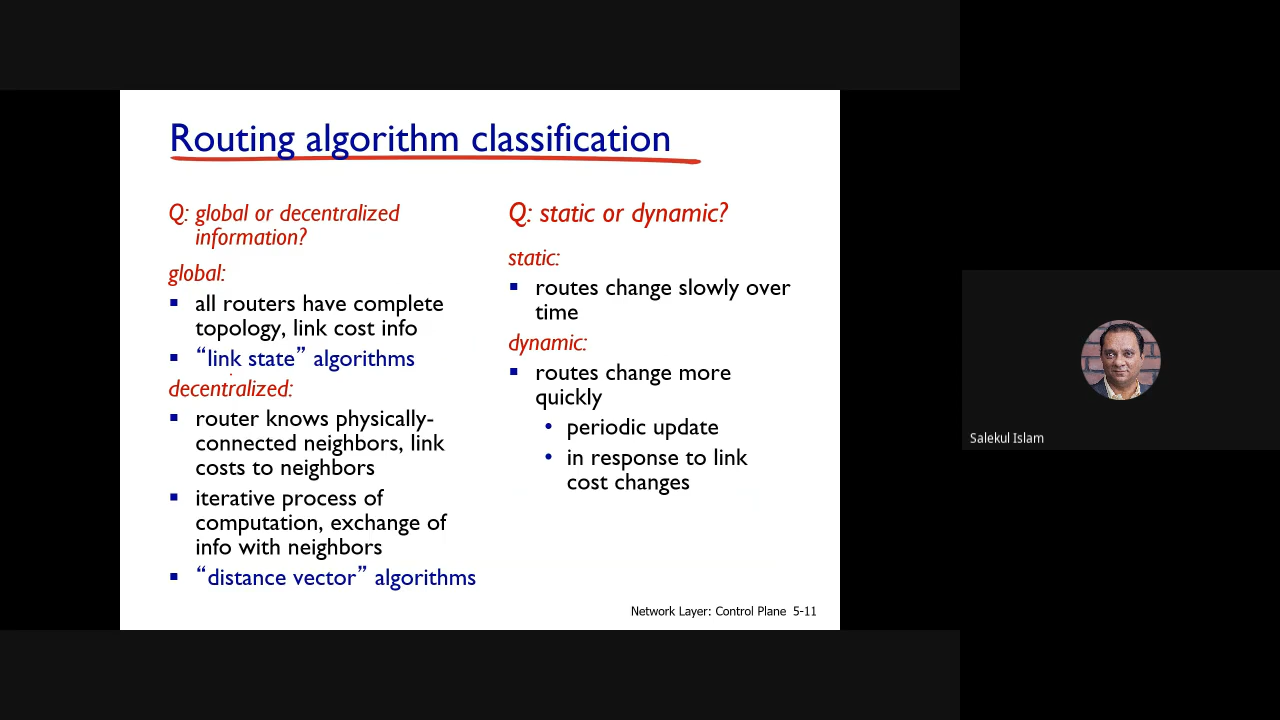 Routing algorithm classification
Q: global or decentralized
information?
global:
▪ all routers have complete
topology, link cost info
▪ “link state” algorithms
decentralized:
▪ router knows physically-
connected neighbors, link
costs to neighbors
▪ iterative process of
computation, exchange of
info with neighbors
▪ “distance vector” algorithms
Q: static or dynamic?
static:
▪ routes change slowly over
time
dynamic:
▪ routes change more
quickly
• periodic update
• in response to link
cost changes
Network Layer: Control Plane 5-11
Salekul Islam